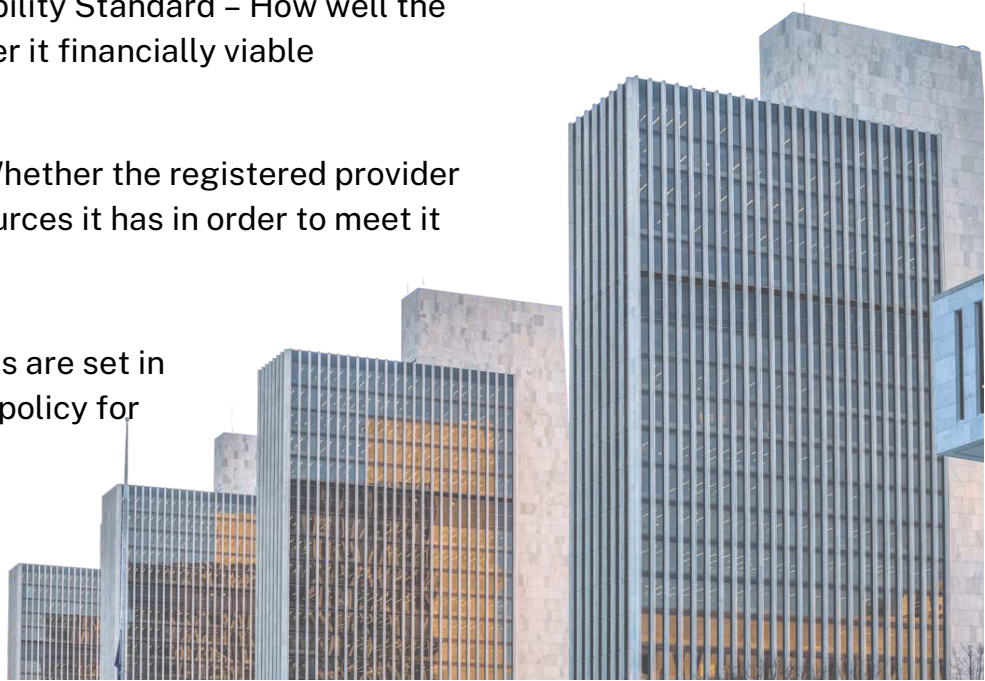 bility Standard – How well the
er it financially viable
Whether the registered provider
urces it has in order to meet it
s are set in
policy for